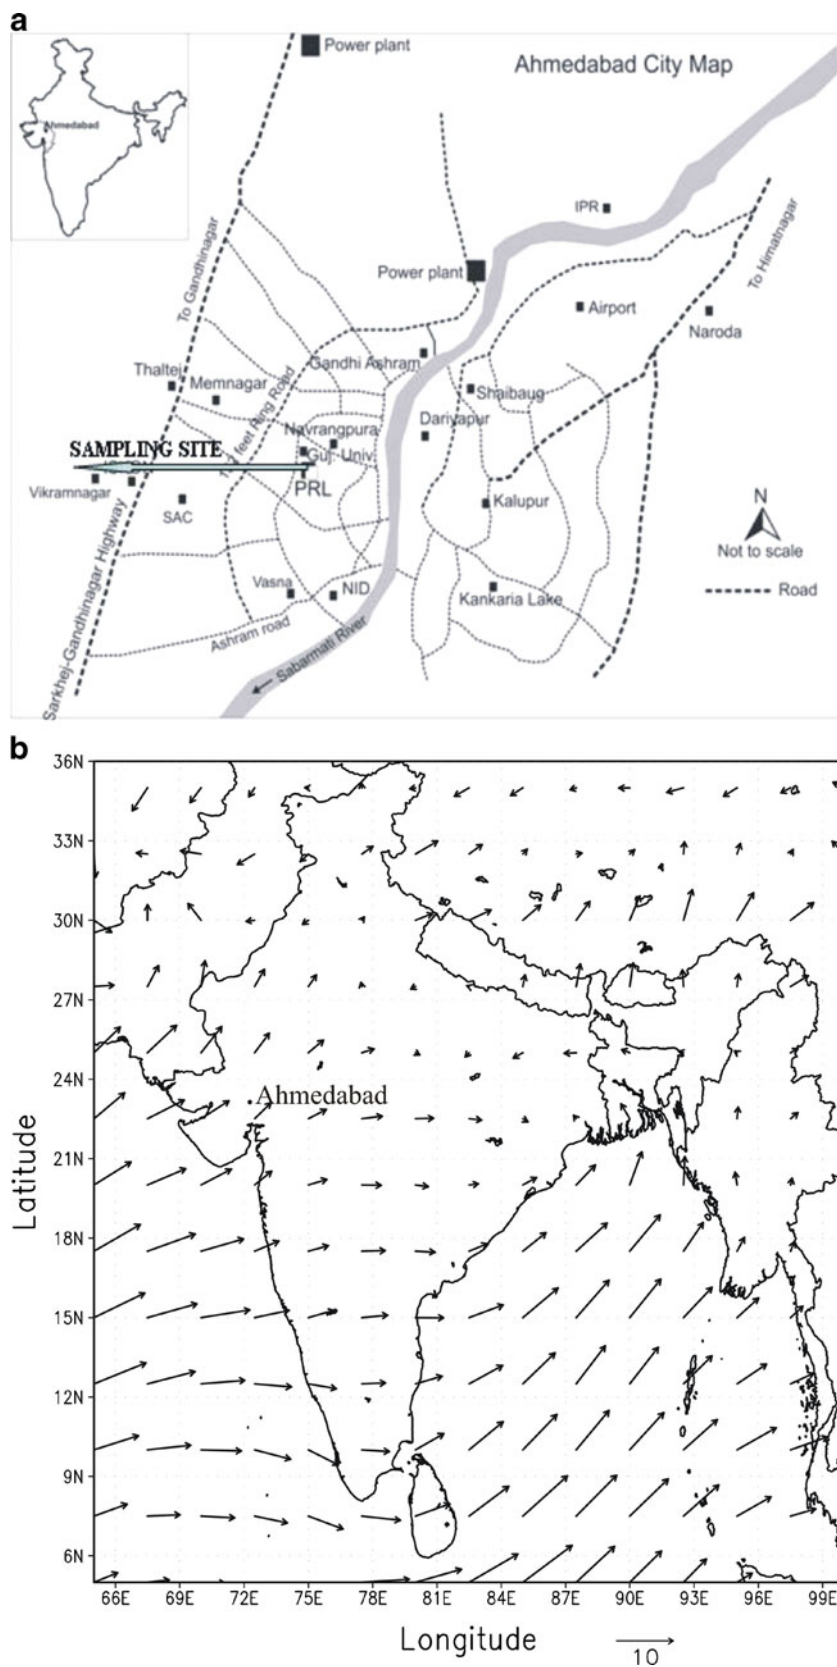 a
Power plant
Ahmedabad City Map
Ahmedabad
IPR
To Gandhinagar
To Himatnagar
Power plant
Airport
Naroda
Gandhi Ashram
Thaltej
Memnagar
Shaibaug
feet Ring Road
Navrangpura
Dariyapur
SAMPLING SITE
Guj. Univ.
Vikramnagar
PRL
SAC
Kalupur
N
Not to scale
Road
Vasna
NID
Kankaria Lake
Ashram road
Sabarmati River
Sarkhej-Gandhinagar Highway
b
36N
33N
30N
27N
24N
Ahmedabad
21N
18N
15N
12N
9N
6N
Latitude
66E 69E 72E 75E 78E 81E 84E 87E 90E 93E 96E 99E
Longitude
10